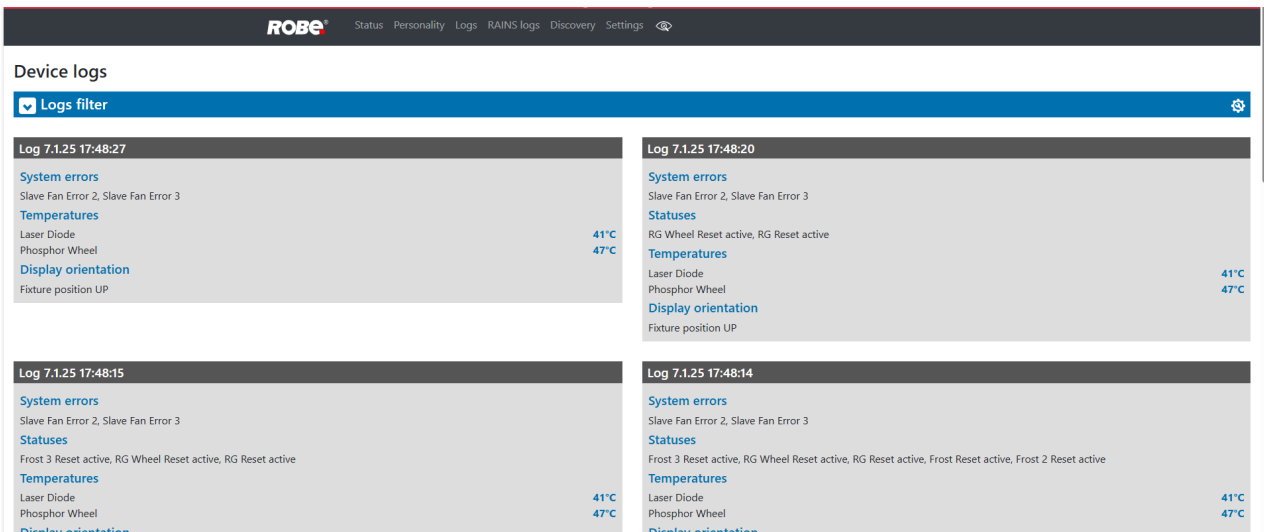 ROBE®
Status Personality Logs RAINS logs Discovery Settings
Device logs
Logs filter
Log 7.1.25 17:48:27
System errors
Slave Fan Error 2, Slave Fan Error 3
Temperatures
Laser Diode 41°C
Phosphor Wheel 47°C
Display orientation
Fixture position UP
Log 7.1.25 17:48:20
System errors
Slave Fan Error 2, Slave Fan Error 3
Statuses
RG Wheel Reset active, RG Reset active
Temperatures
Laser Diode 41°C
Phosphor Wheel 47°C
Display orientation
Fixture position UP
Log 7.1.25 17:48:15
System errors
Slave Fan Error 2, Slave Fan Error 3
Statuses
Frost 3 Reset active, RG Wheel Reset active, RG Reset active
Temperatures
Laser Diode 41°C
Phosphor Wheel 47°C
Display orientation
Log 7.1.25 17:48:14
System errors
Slave Fan Error 2, Slave Fan Error 3
Statuses
Frost 3 Reset active, RG Wheel Reset active, RG Reset active, Frost Reset active, Frost 2 Reset active
Temperatures
Laser Diode 41°C
Phosphor Wheel 47°C
Display orientation